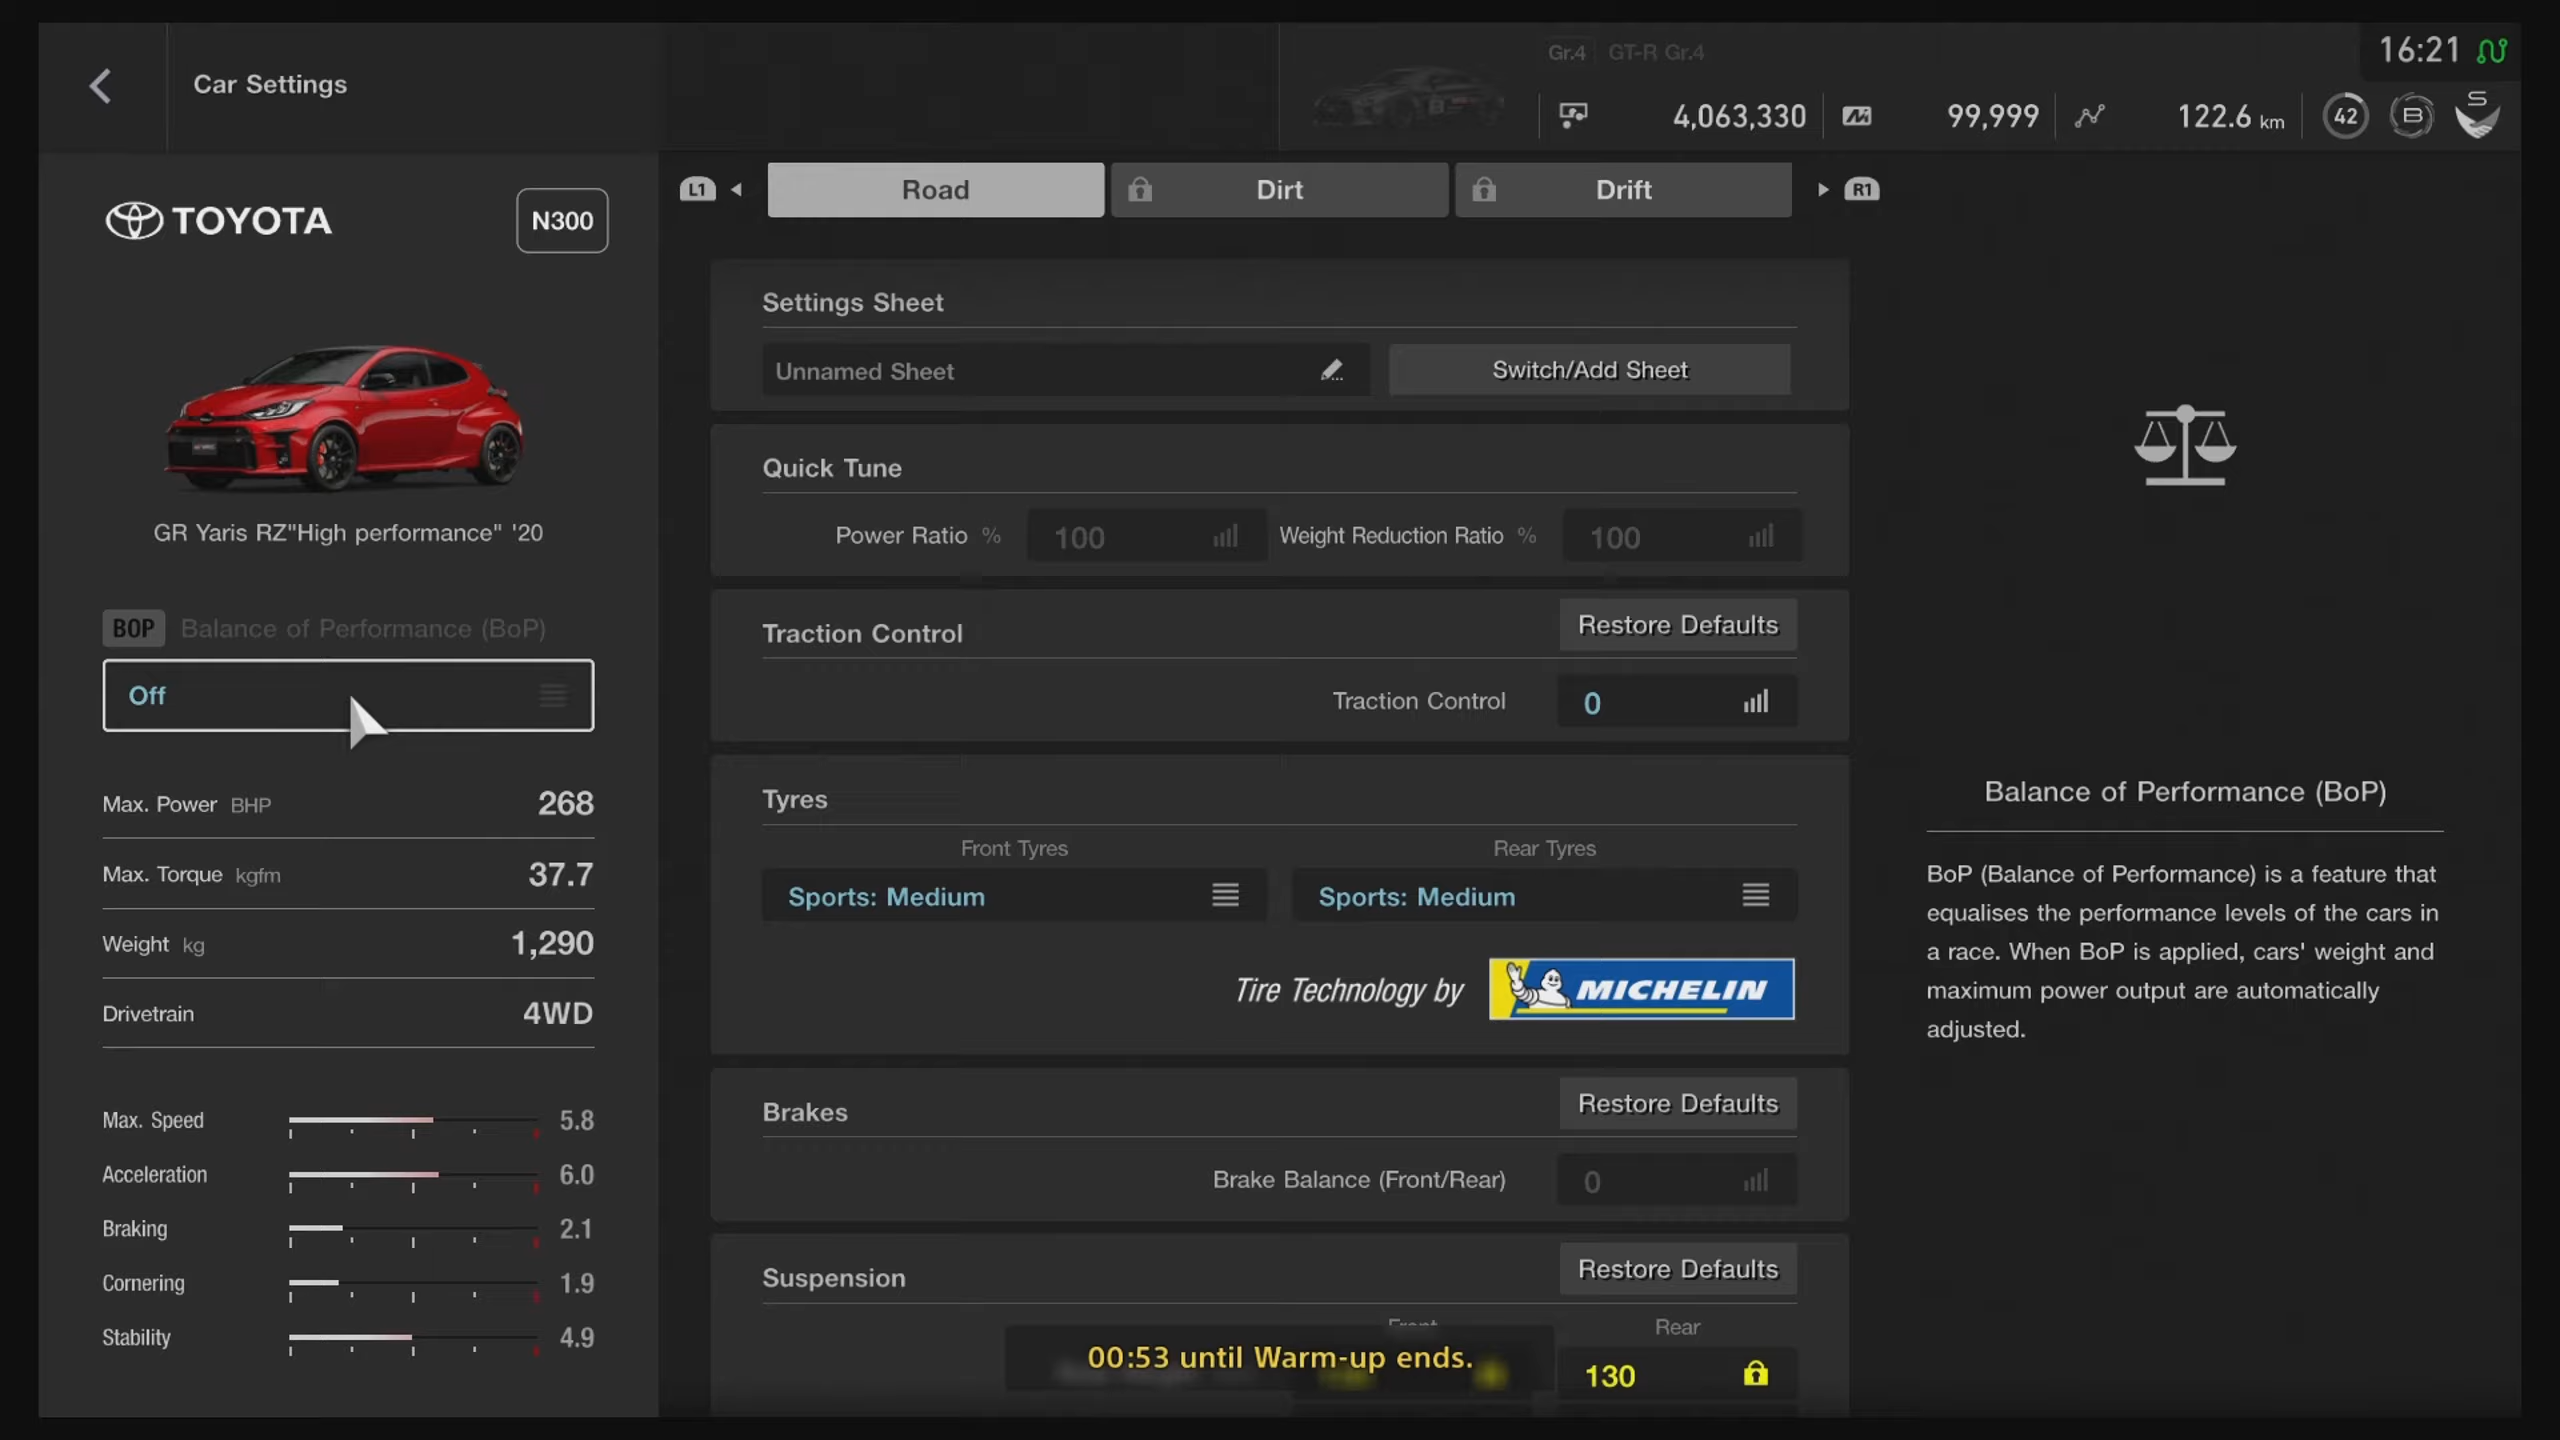 Car Settings
Gr.4 GT-R Gr.4
16:21
4,063,330
99,999
122.6 km
42
B
S
TOYOTA
N300
GR Yaris RZ"High performance" '20
BOP Balance of Performance (BoP)
Off
Max. Power BHP 268
Max. Torque kgfm 37.7
Weight kg 1,290
Drivetrain 4WD
Max. Speed 5.8
Acceleration 6.0
Braking 2.1
Cornering 1.9
Stability 4.9
L1 Road Dirt Drift R1
Settings Sheet
Unnamed Sheet Switch/Add Sheet
Quick Tune
Power Ratio % 100 Weight Reduction Ratio % 100
Traction Control Restore Defaults
Traction Control 0
Tyres
Front Tyres Rear Tyres
Sports: Medium Sports: Medium
Tire Technology by MICHELIN
Brakes Restore Defaults
Brake Balance (Front/Rear) 0
Suspension Restore Defaults
Front Rear
130
00:53 until Warm-up ends.
Balance of Performance (BoP)
BoP (Balance of Performance) is a feature that
equalises the performance levels of the cars in
a race. When BoP is applied, cars' weight and
maximum power output are automatically
adjusted.